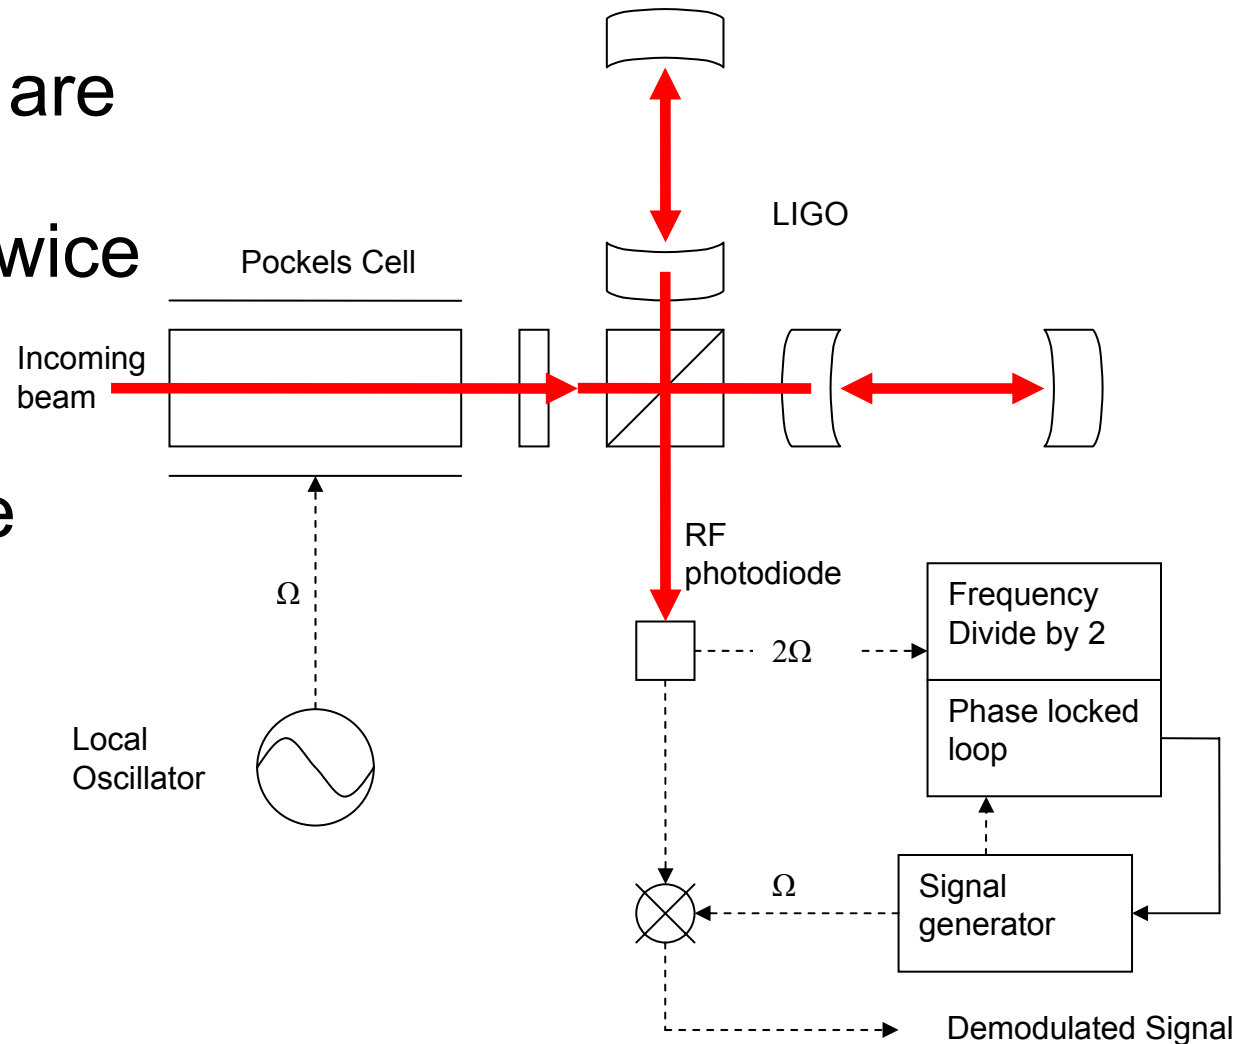 are
wice
e
LIGO
Pockels Cell
Incoming
beam
RF
photodiode
Ω
2Ω
Frequency
Divide by 2
Phase locked
loop
Local
Oscillator
Ω
Signal
generator
Demodulated Signal